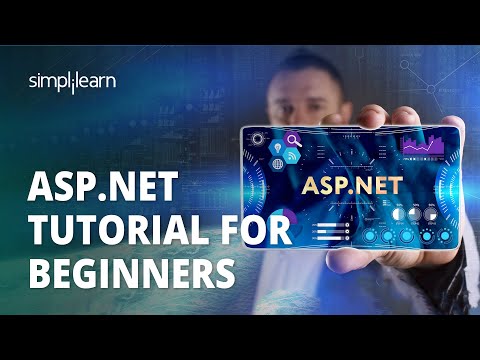 simplilearn
ASP.NET
TUTORIAL FOR
BEGINNERS
ASP.NET